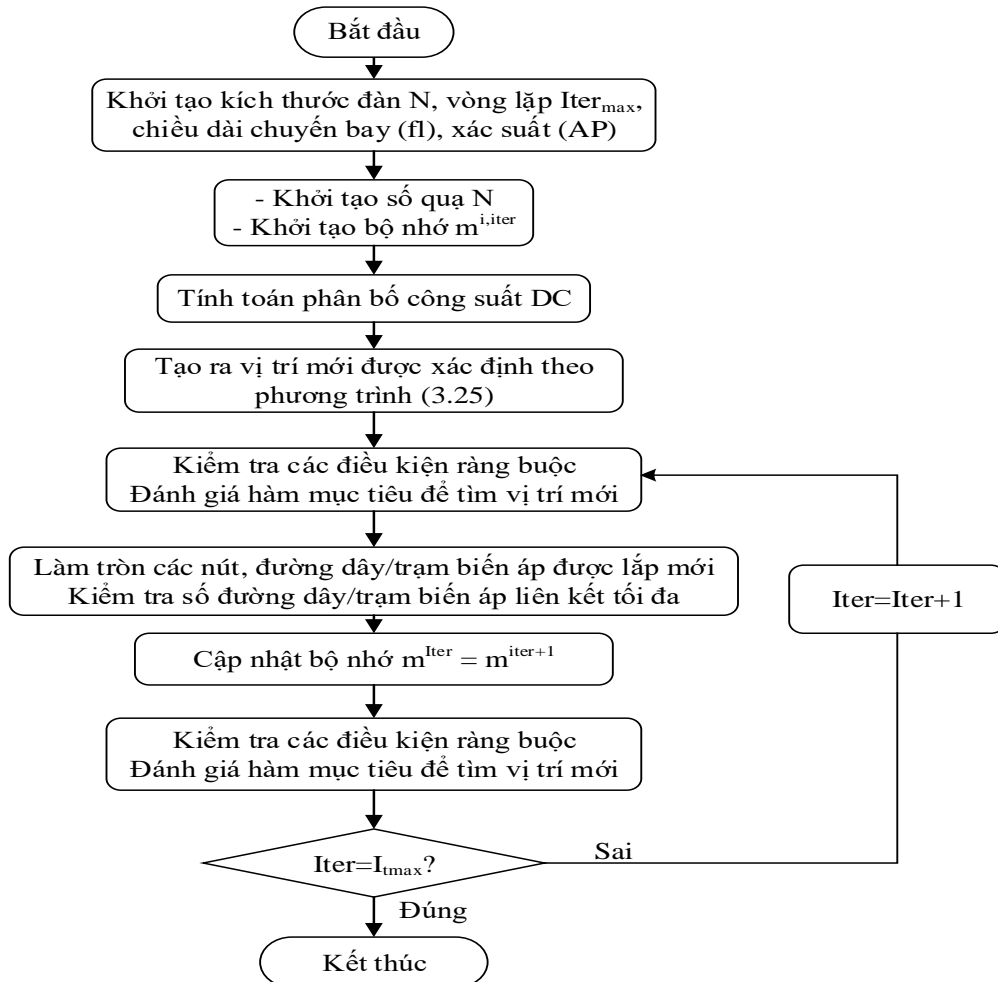 Bắt đầu
Khởi tạo kích thước đàn N, vòng lặp Iter_max,
chiều dài chuyến bay (fl), xác suất (AP)
- Khởi tạo số quạ N
- Khởi tạo bộ nhớ m^i,iter
Tính toán phân bố công suất DC
Tạo ra vị trí mới được xác định theo
phương trình (3.25)
Kiểm tra các điều kiện ràng buộc
Đánh giá hàm mục tiêu để tìm vị trí mới
Làm tròn các nút, đường dây/trạm biến áp được lắp mới
Kiểm tra số đường dây/trạm biến áp liên kết tối đa
Iter=Iter+1
Cập nhật bộ nhớ m^Iter = m^iter+1
Kiểm tra các điều kiện ràng buộc
Đánh giá hàm mục tiêu để tìm vị trí mới
Iter=I_tmax?
Sai
Đúng
Kết thúc